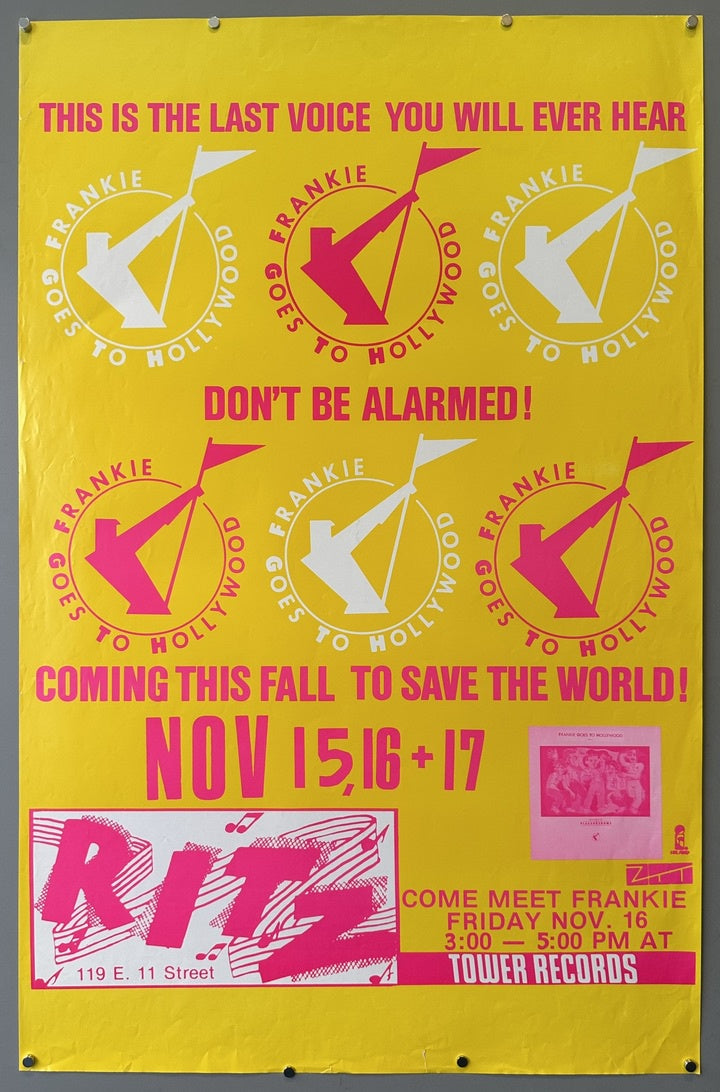 THIS IS THE LAST VOICE YOU WILL EVER HEAR
FRANKIE GOES TO HOLLYWOOD
FRANKIE GOES TO HOLLYWOOD
FRANKIE GOES TO HOLLYWOOD
DON'T BE ALARMED!
FRANKIE GOES TO HOLLYWOOD
FRANKIE GOES TO HOLLYWOOD
FRANKIE GOES TO HOLLYWOOD
COMING THIS FALL TO SAVE THE WORLD!
NOV 15,16 + 17
FRANKIE GOES TO HOLLYWOOD
RITZ
119 E. 11 Street
ISLAND
ZTT
COME MEET FRANKIE
FRIDAY NOV. 16
3:00 — 5:00 PM AT
TOWER RECORDS